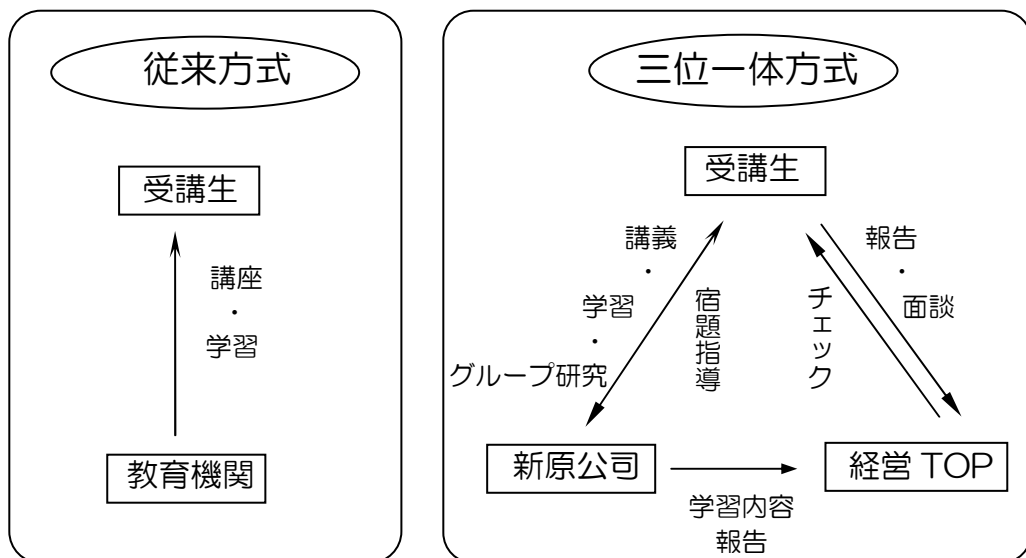 従来方式
受講生
講座
・
学習
教育機関
三位一体方式
受講生
講義
・
学習
・
グループ研究
宿題指導
チェック
報告
・
面談
新原公司
学習内容
報告
経営 TOP